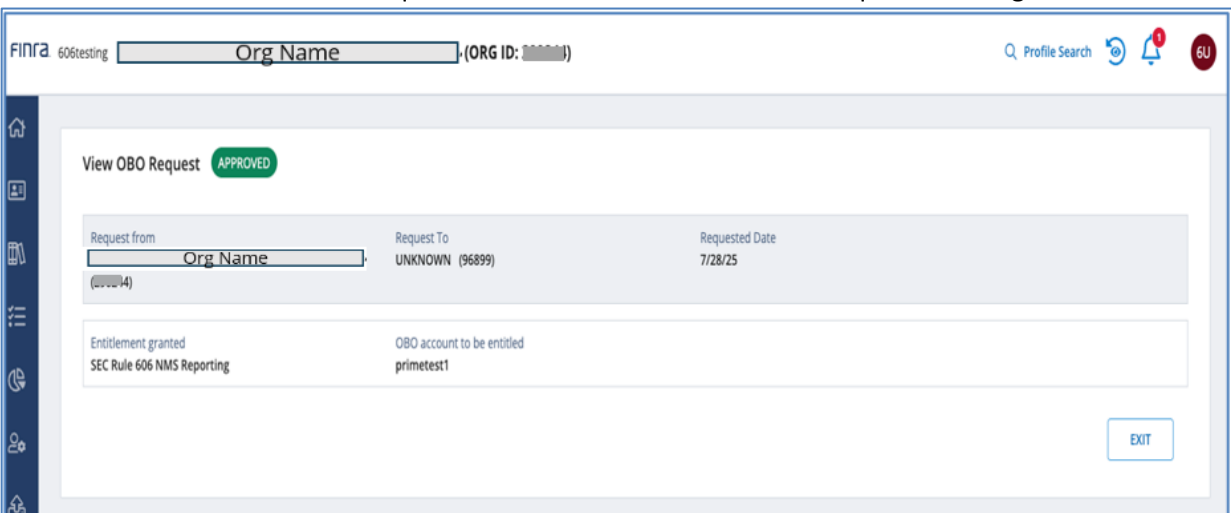 FINRA 606testing Org Name (ORG ID: 4) Profile Search 1 6U
View OBO Request APPROVED
Request from Request To Requested Date
Org Name UNKNOWN (96899) 7/28/25
( 4)
Entitlement granted OBO account to be entitled
SEC Rule 606 NMS Reporting primetest1
EXIT